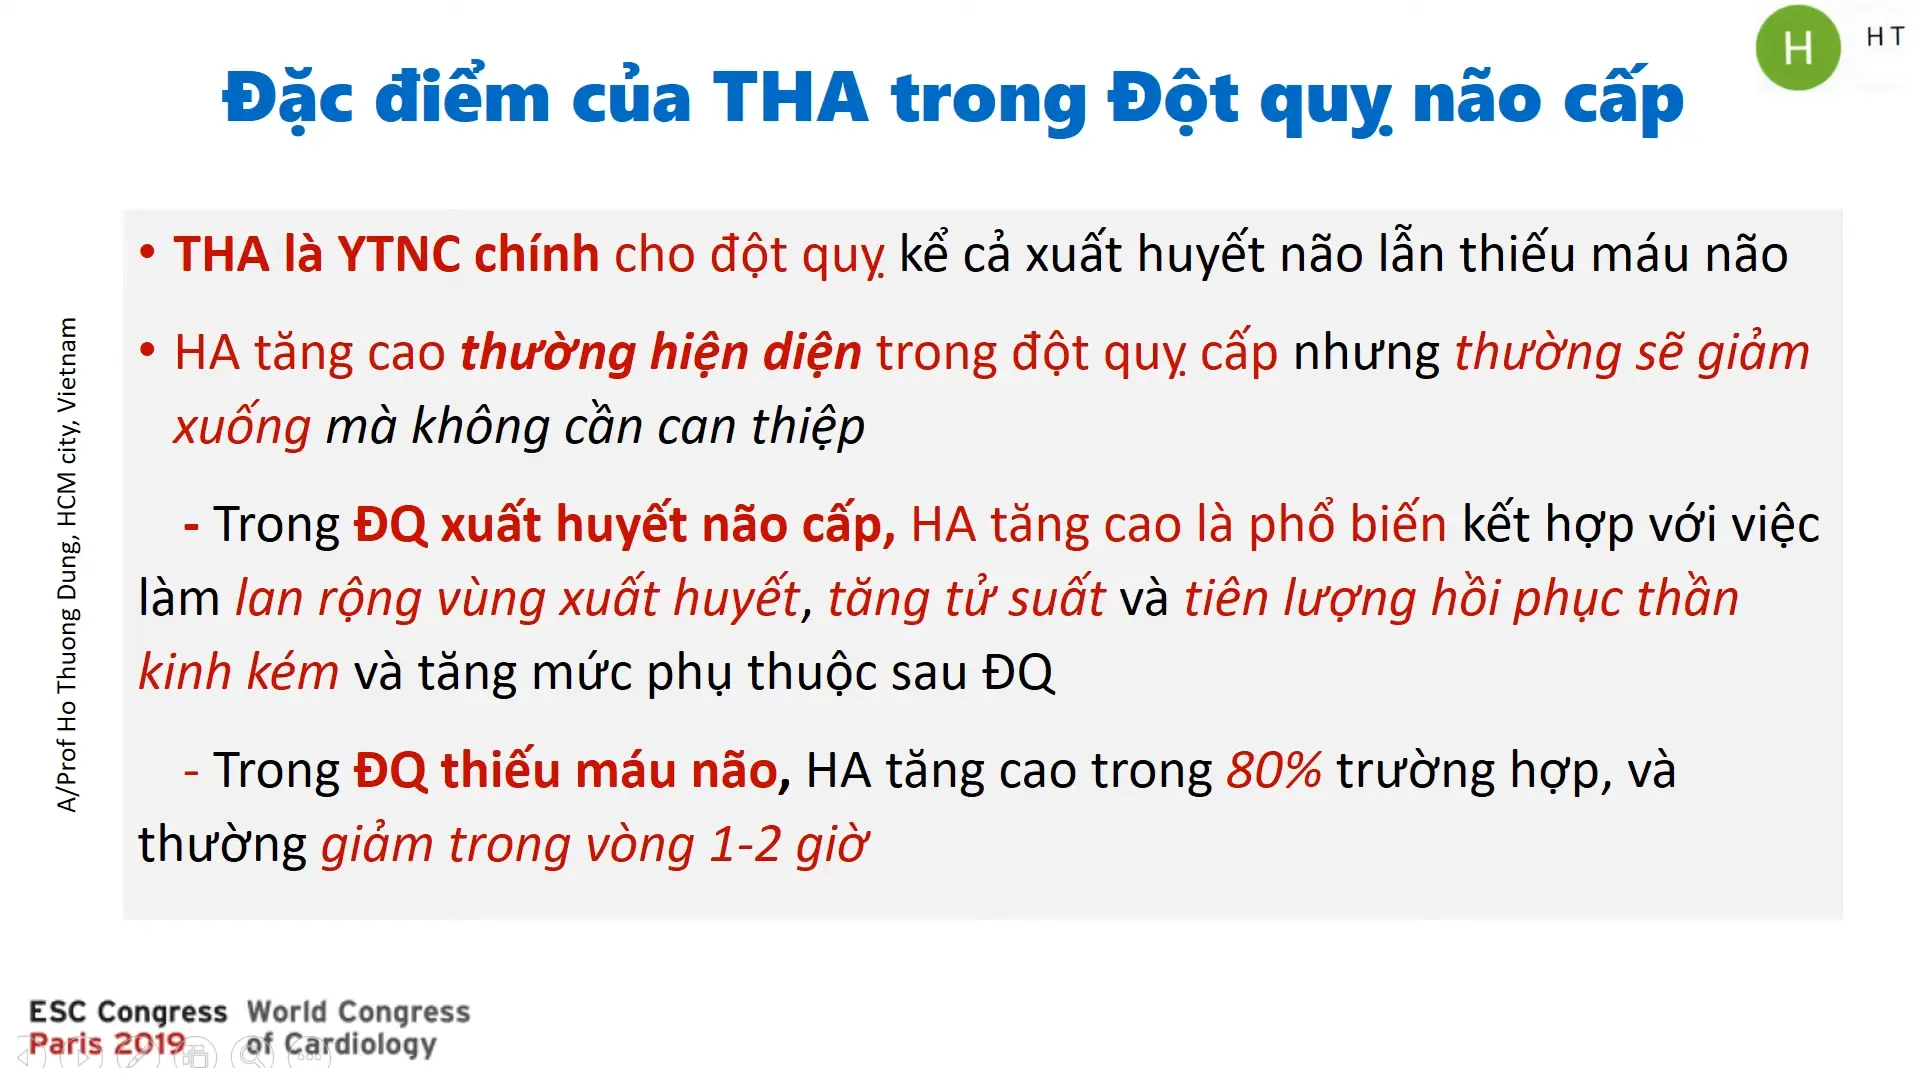 H
H T
Đặc điểm của THA trong Đột quỵ não cấp
• THA là YTNC chính cho đột quỵ kể cả xuất huyết não lẫn thiếu máu não
• HA tăng cao thường hiện diện trong đột quỵ cấp nhưng thường sẽ giảm
xuống mà không cần can thiệp
- Trong ĐQ xuất huyết não cấp, HA tăng cao là phổ biến kết hợp với việc
làm lan rộng vùng xuất huyết, tăng tử suất và tiên lượng hồi phục thần
kinh kém và tăng mức phụ thuộc sau ĐQ
- Trong ĐQ thiếu máu não, HA tăng cao trong 80% trường hợp, và
thường giảm trong vòng 1-2 giờ
A/Prof Ho Thuong Dung, HCM city, Vietnam
ESC Congress World Congress
Paris 2019 of Cardiology